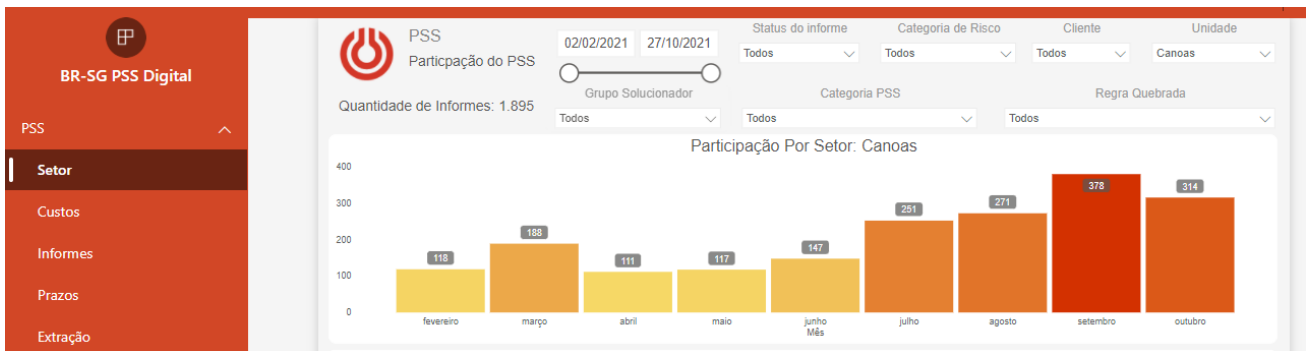 BR-SG PSS Digital
PSS
Setor
Custos
Informes
Prazos
Extração
PSS
Particpação do PSS
Quantidade de Informes: 1.895
02/02/2021 27/10/2021
Status do informe
Todos
Categoria de Risco
Todos
Cliente
Todos
Unidade
Canoas
Grupo Solucionador
Todos
Categoria PSS
Todos
Regra Quebrada
Todos
Participação Por Setor: Canoas
400
300
200
100
0
118
188
111
117
147
251
271
378
314
fevereiro março abril maio junho julho agosto setembro outubro
Mês